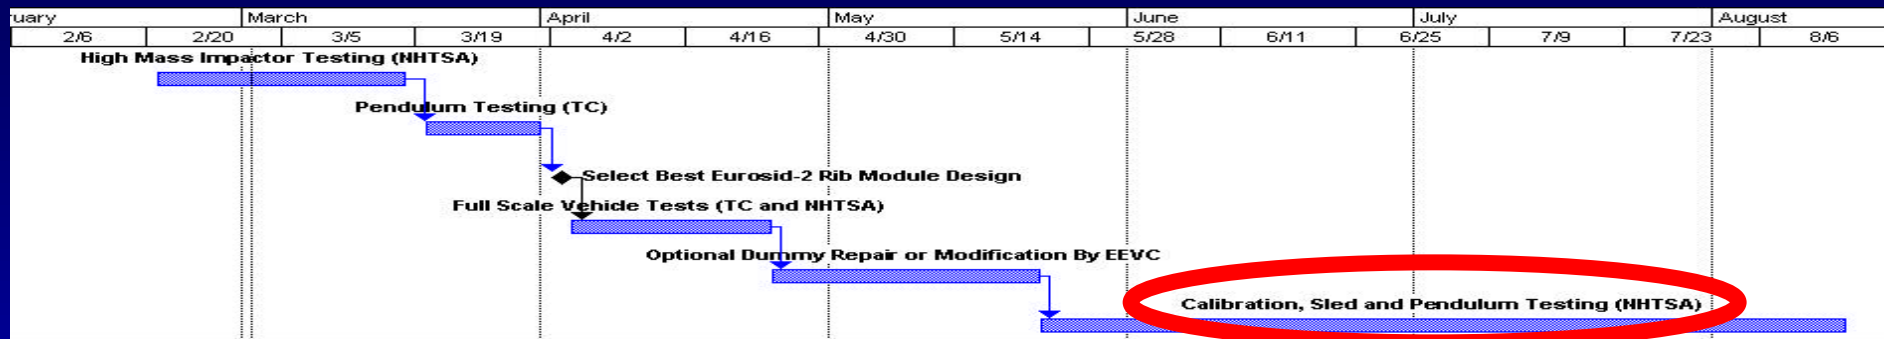 uary March April May June July August
2/6 2/20 3/5 3/19 4/2 4/16 4/30 5/14 5/28 6/11 6/25 7/9 7/23 8/6
High Mass Impactor Testing (NHTSA)
Pendulum Testing (TC)
Select Best Eurosid-2 Rib Module Design
Full Scale Vehicle Tests (TC and NHTSA)
Optional Dummy Repair or Modification By EEVC
Calibration, Sled and Pendulum Testing (NHTSA)